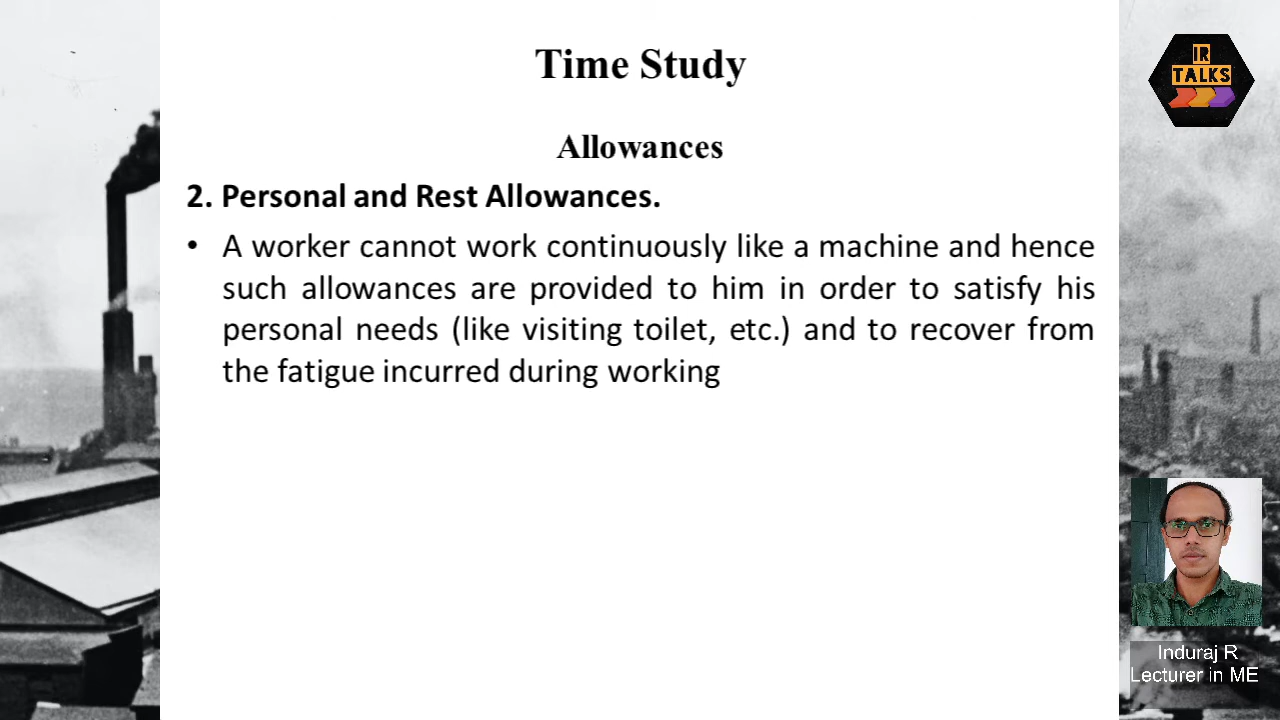 Time Study
IR
TALKS
Allowances
2. Personal and Rest Allowances.
• A worker cannot work continuously like a machine and hence
such allowances are provided to him in order to satisfy his
personal needs (like visiting toilet, etc.) and to recover from
the fatigue incurred during working
Induraj R
Lecturer in ME